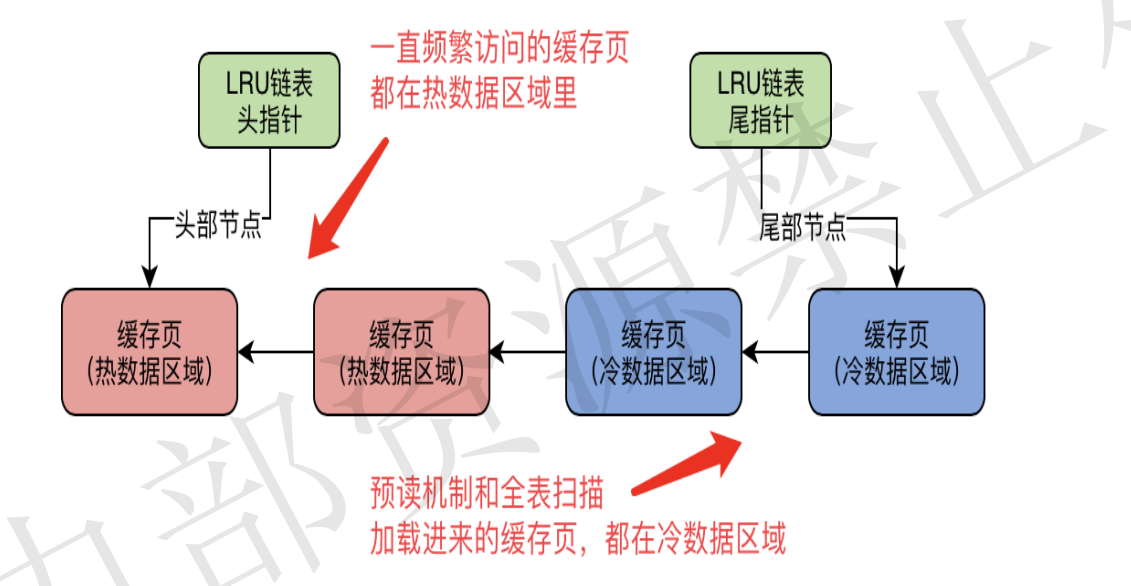 一直频繁访问的缓存页
都在热数据区域里
LRU链表
头指针
LRU链表
尾指针
头部节点
尾部节点
缓存页
(热数据区域)
缓存页
(热数据区域)
缓存页
(冷数据区域)
缓存页
(冷数据区域)
预读机制和全表扫描
加载进来的缓存页，都在冷数据区域
内部资源禁止